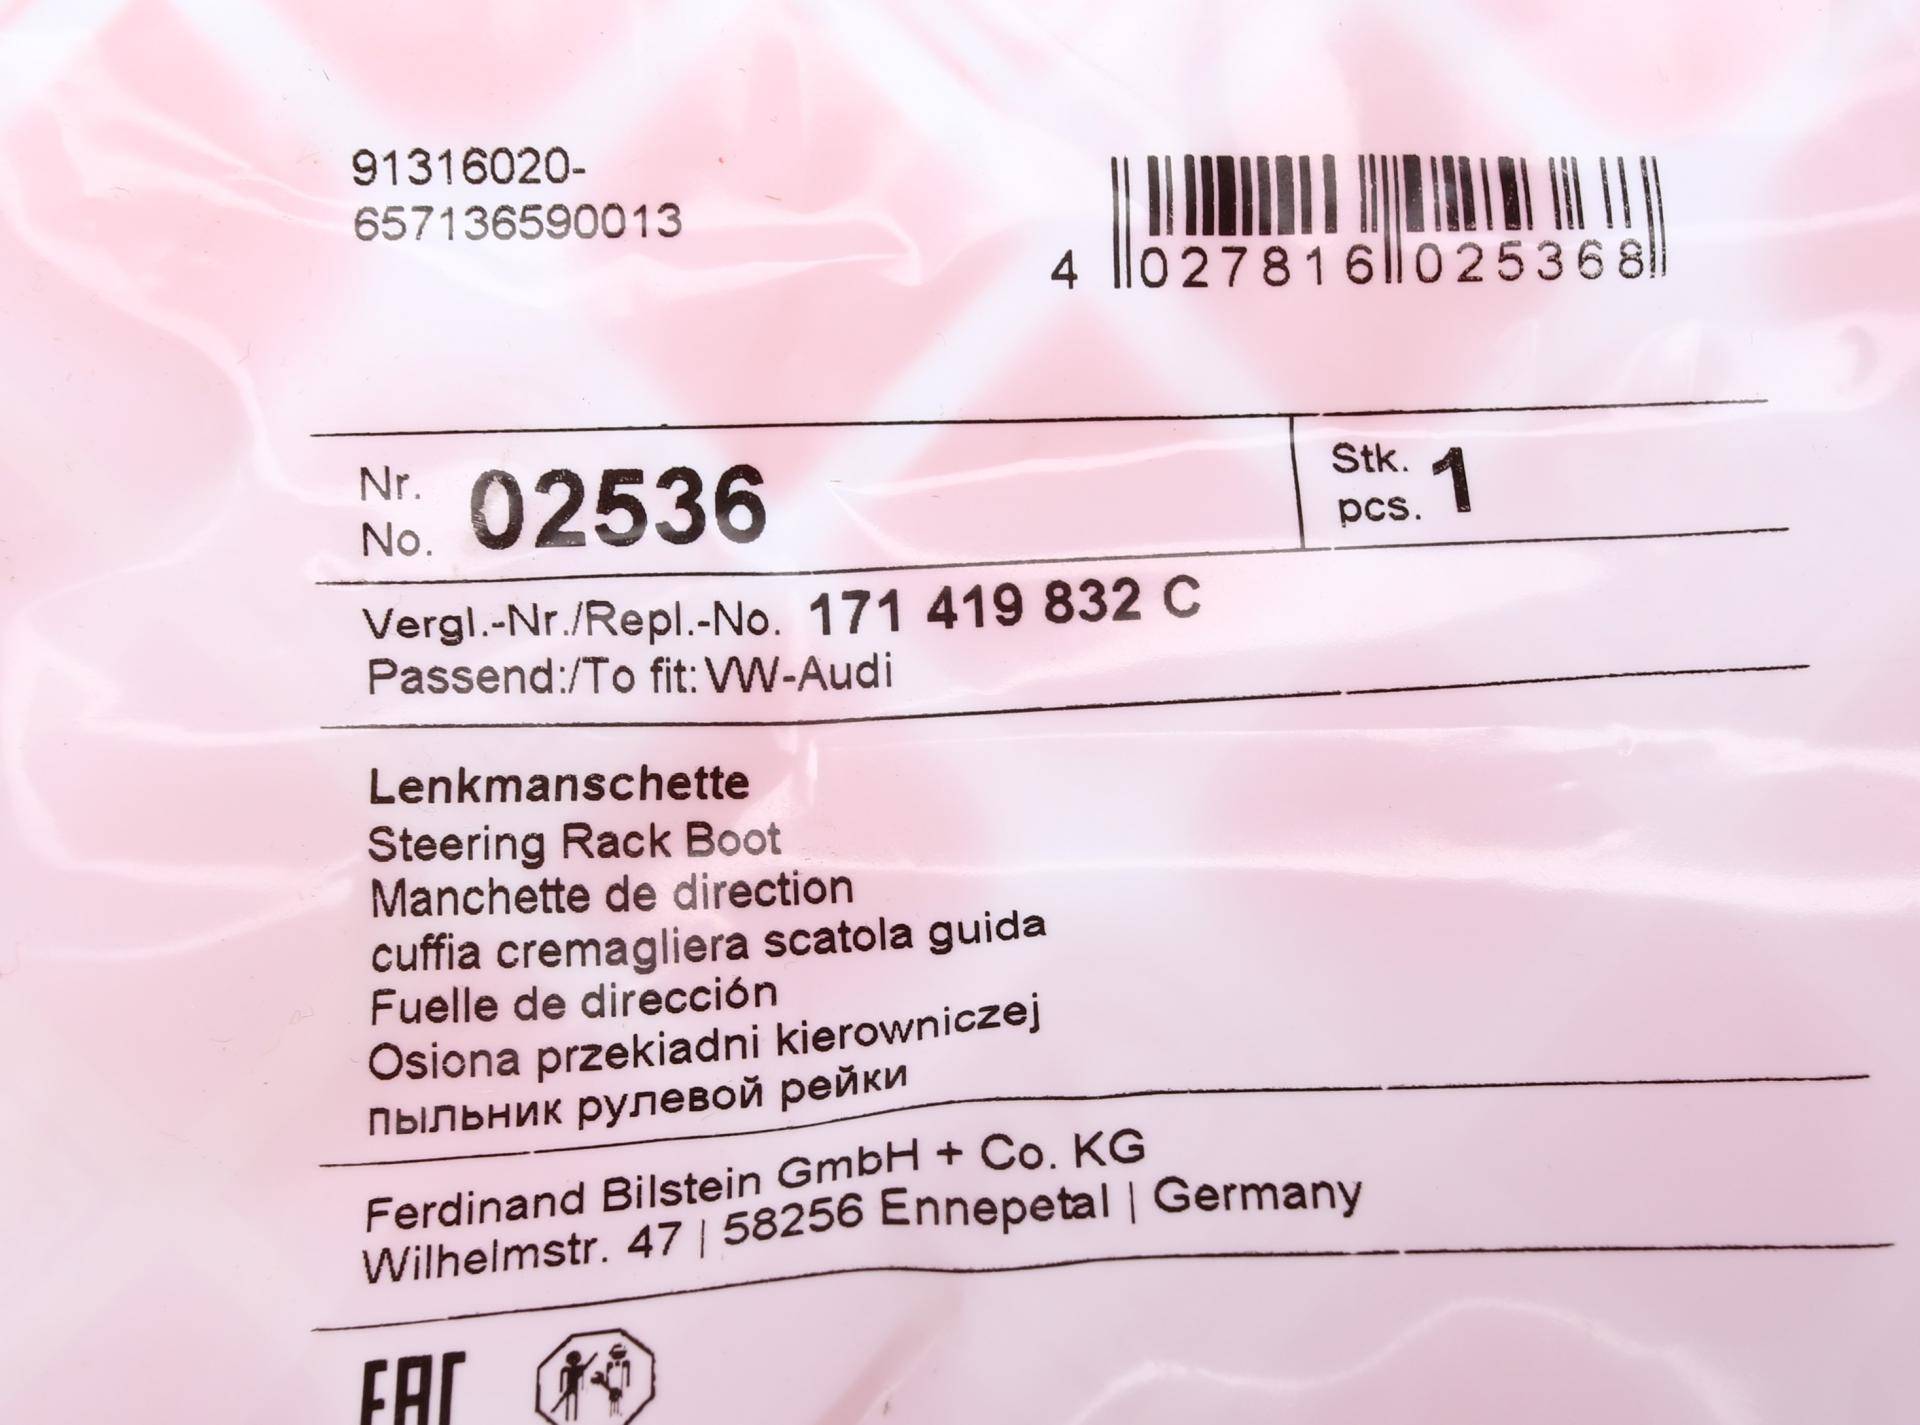 91316020-
657136590013
4 027816 025368
Nr.
No. 02536
Stk.
pcs. 1
Vergl.-Nr./Repl.-No. 171 419 832 C
Passend:/To fit: VW-Audi
Lenkmanschette
Steering Rack Boot
Manchette de direction
cuffia cremagliera scatola guida
Fuelle de dirección
Osiona przekiadni kierowniczej
пыльник рулевой рейки
Ferdinand Bilstein GmbH + Co. KG
Wilhelmstr. 47 | 58256 Ennepetal | Germany
EAC